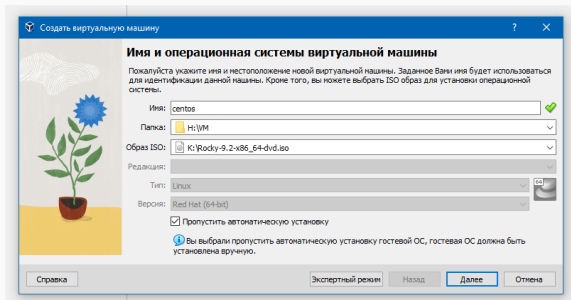 Создать виртуальную машину
Имя и операционная системы виртуальной машины
Пожалуйста укажите имя и местоположение новой виртуальной машины. Заданное Вами имя будет использоваться
для идентификации данной машины. Кроме того, вы можете выбрать ISO образ для установки операционной
системы.
Имя: centos
Папка: H:\VM
Образ ISO: K:\Rocky-9.2-x86_64-dvd.iso
Редакция:
Тип: Linux
64
Версия: Red Hat (64-bit)
Пропустить автоматическую установку
Вы выбрали пропустить автоматическую установку гостевой ОС, гостевая ОС должна быть
установлена вручную.
Справка Экспертный режим Назад Далее Отмена